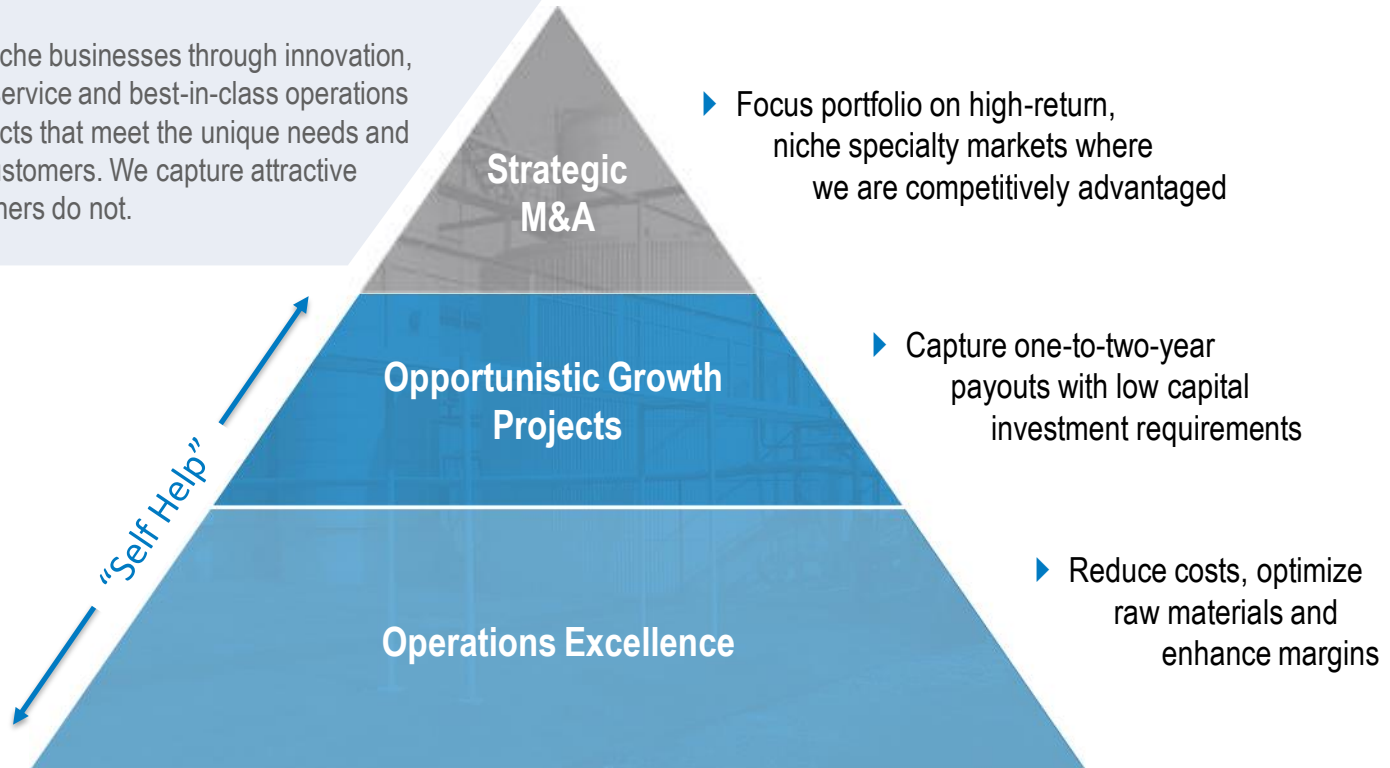 che businesses through innovation,
service and best-in-class operations
cts that meet the unique needs and
ustomers. We capture attractive
ners do not.
Strategic
M&A
Focus portfolio on high-return,
niche specialty markets where
we are competitively advantaged
Opportunistic Growth
Projects
Capture one-to-two-year
payouts with low capital
investment requirements
"Self Help"
Operations Excellence
Reduce costs, optimize
raw materials and
enhance margins